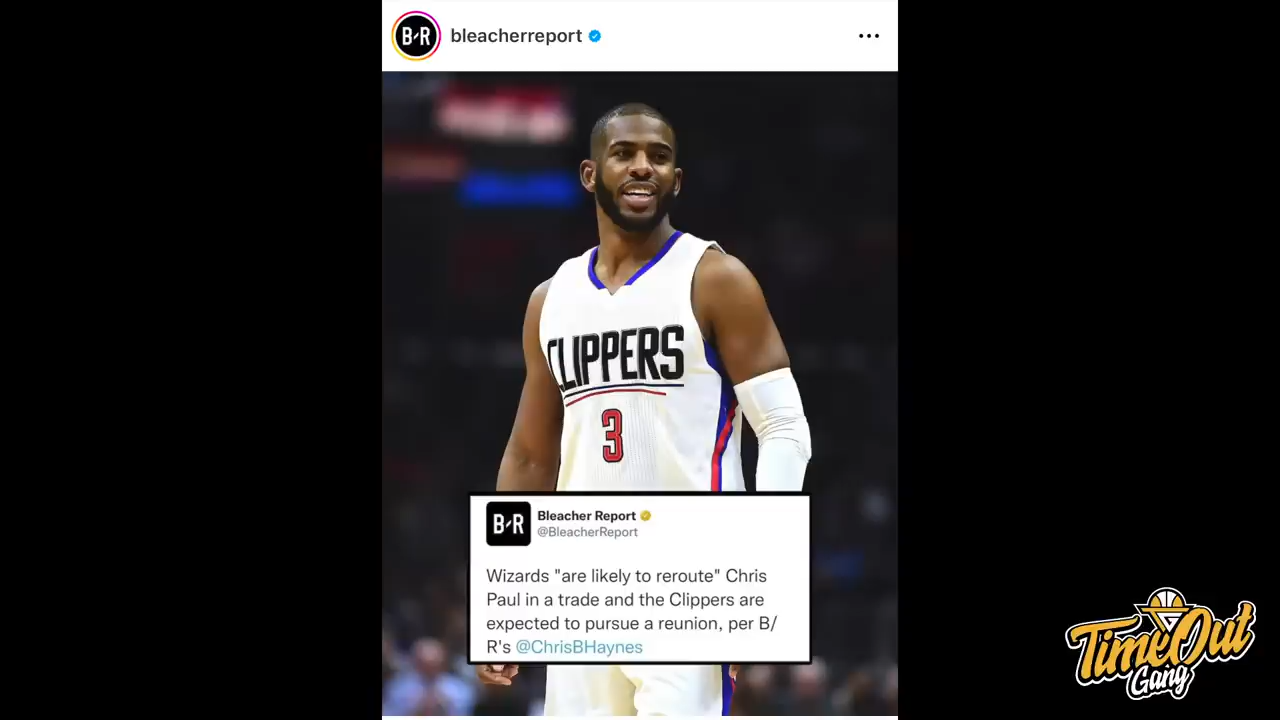 B/R
bleacherreport
CLIPPERS
3
B/R
Bleacher Report
@BleacherReport
Wizards "are likely to reroute" Chris
Paul in a trade and the Clippers are
expected to pursue a reunion, per B/
R's @ChrisBHaynes
TimeOut
Gang